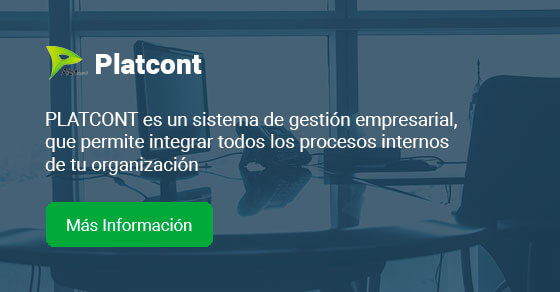 Platcont
PLATCONT es un sistema de gestión empresarial,
que permite integrar todos los procesos internos
de tu organización
Más Información